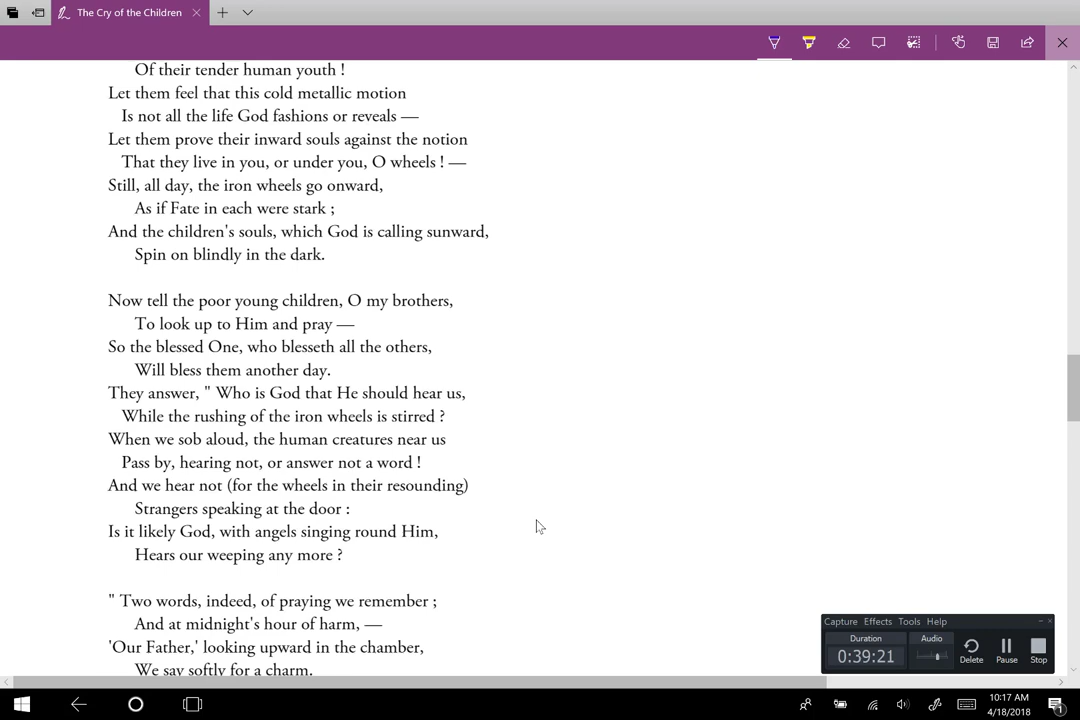 The Cry of the Children
Of their tender human youth !
Let them feel that this cold metallic motion
Is not all the life God fashions or reveals —
Let them prove their inward souls against the notion
That they live in you, or under you, O wheels ! —
Still, all day, the iron wheels go onward,
As if Fate in each were stark ;
And the children's souls, which God is calling sunward,
Spin on blindly in the dark.
Now tell the poor young children, O my brothers,
To look up to Him and pray —
So the blessed One, who blesseth all the others,
Will bless them another day.
They answer, " Who is God that He should hear us,
While the rushing of the iron wheels is stirred ?
When we sob aloud, the human creatures near us
Pass by, hearing not, or answer not a word !
And we hear not (for the wheels in their resounding)
Strangers speaking at the door :
Is it likely God, with angels singing round Him,
Hears our weeping any more ?
" Two words, indeed, of praying we remember ;
And at midnight's hour of harm, —
'Our Father,' looking upward in the chamber,
We say softly for a charm.
Capture Effects Tools Help
Duration Audio
0:39:21
Delete Pause Stop
10:17 AM
4/18/2018
1